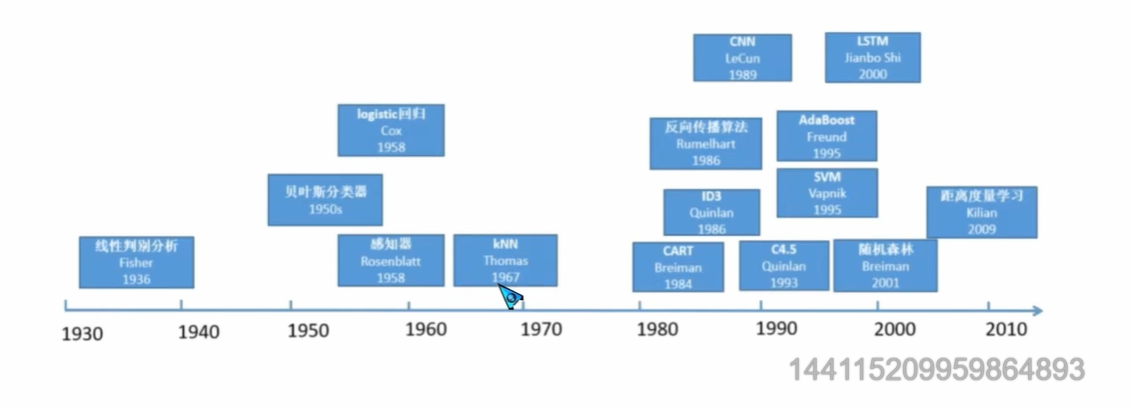 CNN
LeCun
1989
LSTM
Jianbo Shi
2000
logistic回归
Cox
1958
反向传播算法
Rumelhart
1986
AdaBoost
Freund
1995
贝叶斯分类器
1950s
ID3
Quinlan
1986
SVM
Vapnik
1995
距离度量学习
Kilian
2009
线性判别分析
Fisher
1936
感知器
Rosenblatt
1958
kNN
Thomas
1967
CART
Breiman
1984
C4.5
Quinlan
1993
随机森林
Breiman
2001
1930 1940 1950 1960 1970 1980 1990 2000 2010
144115209959864893